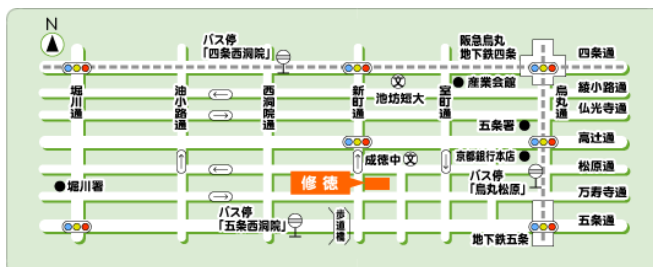 N
バス停
「四条西洞院」
阪急烏丸
地下鉄四条
四条通
堀川通
油小路通
西洞院通
新町通
室町通
烏丸通
池坊短大
産業会館
綾小路通
仏光寺通
五条署
高辻通
成徳中
京都銀行本店
松原通
修徳
バス停
「烏丸松原」
堀川署
万寿寺通
バス停
「五条西洞院」
歩道橋
五条通
地下鉄五条